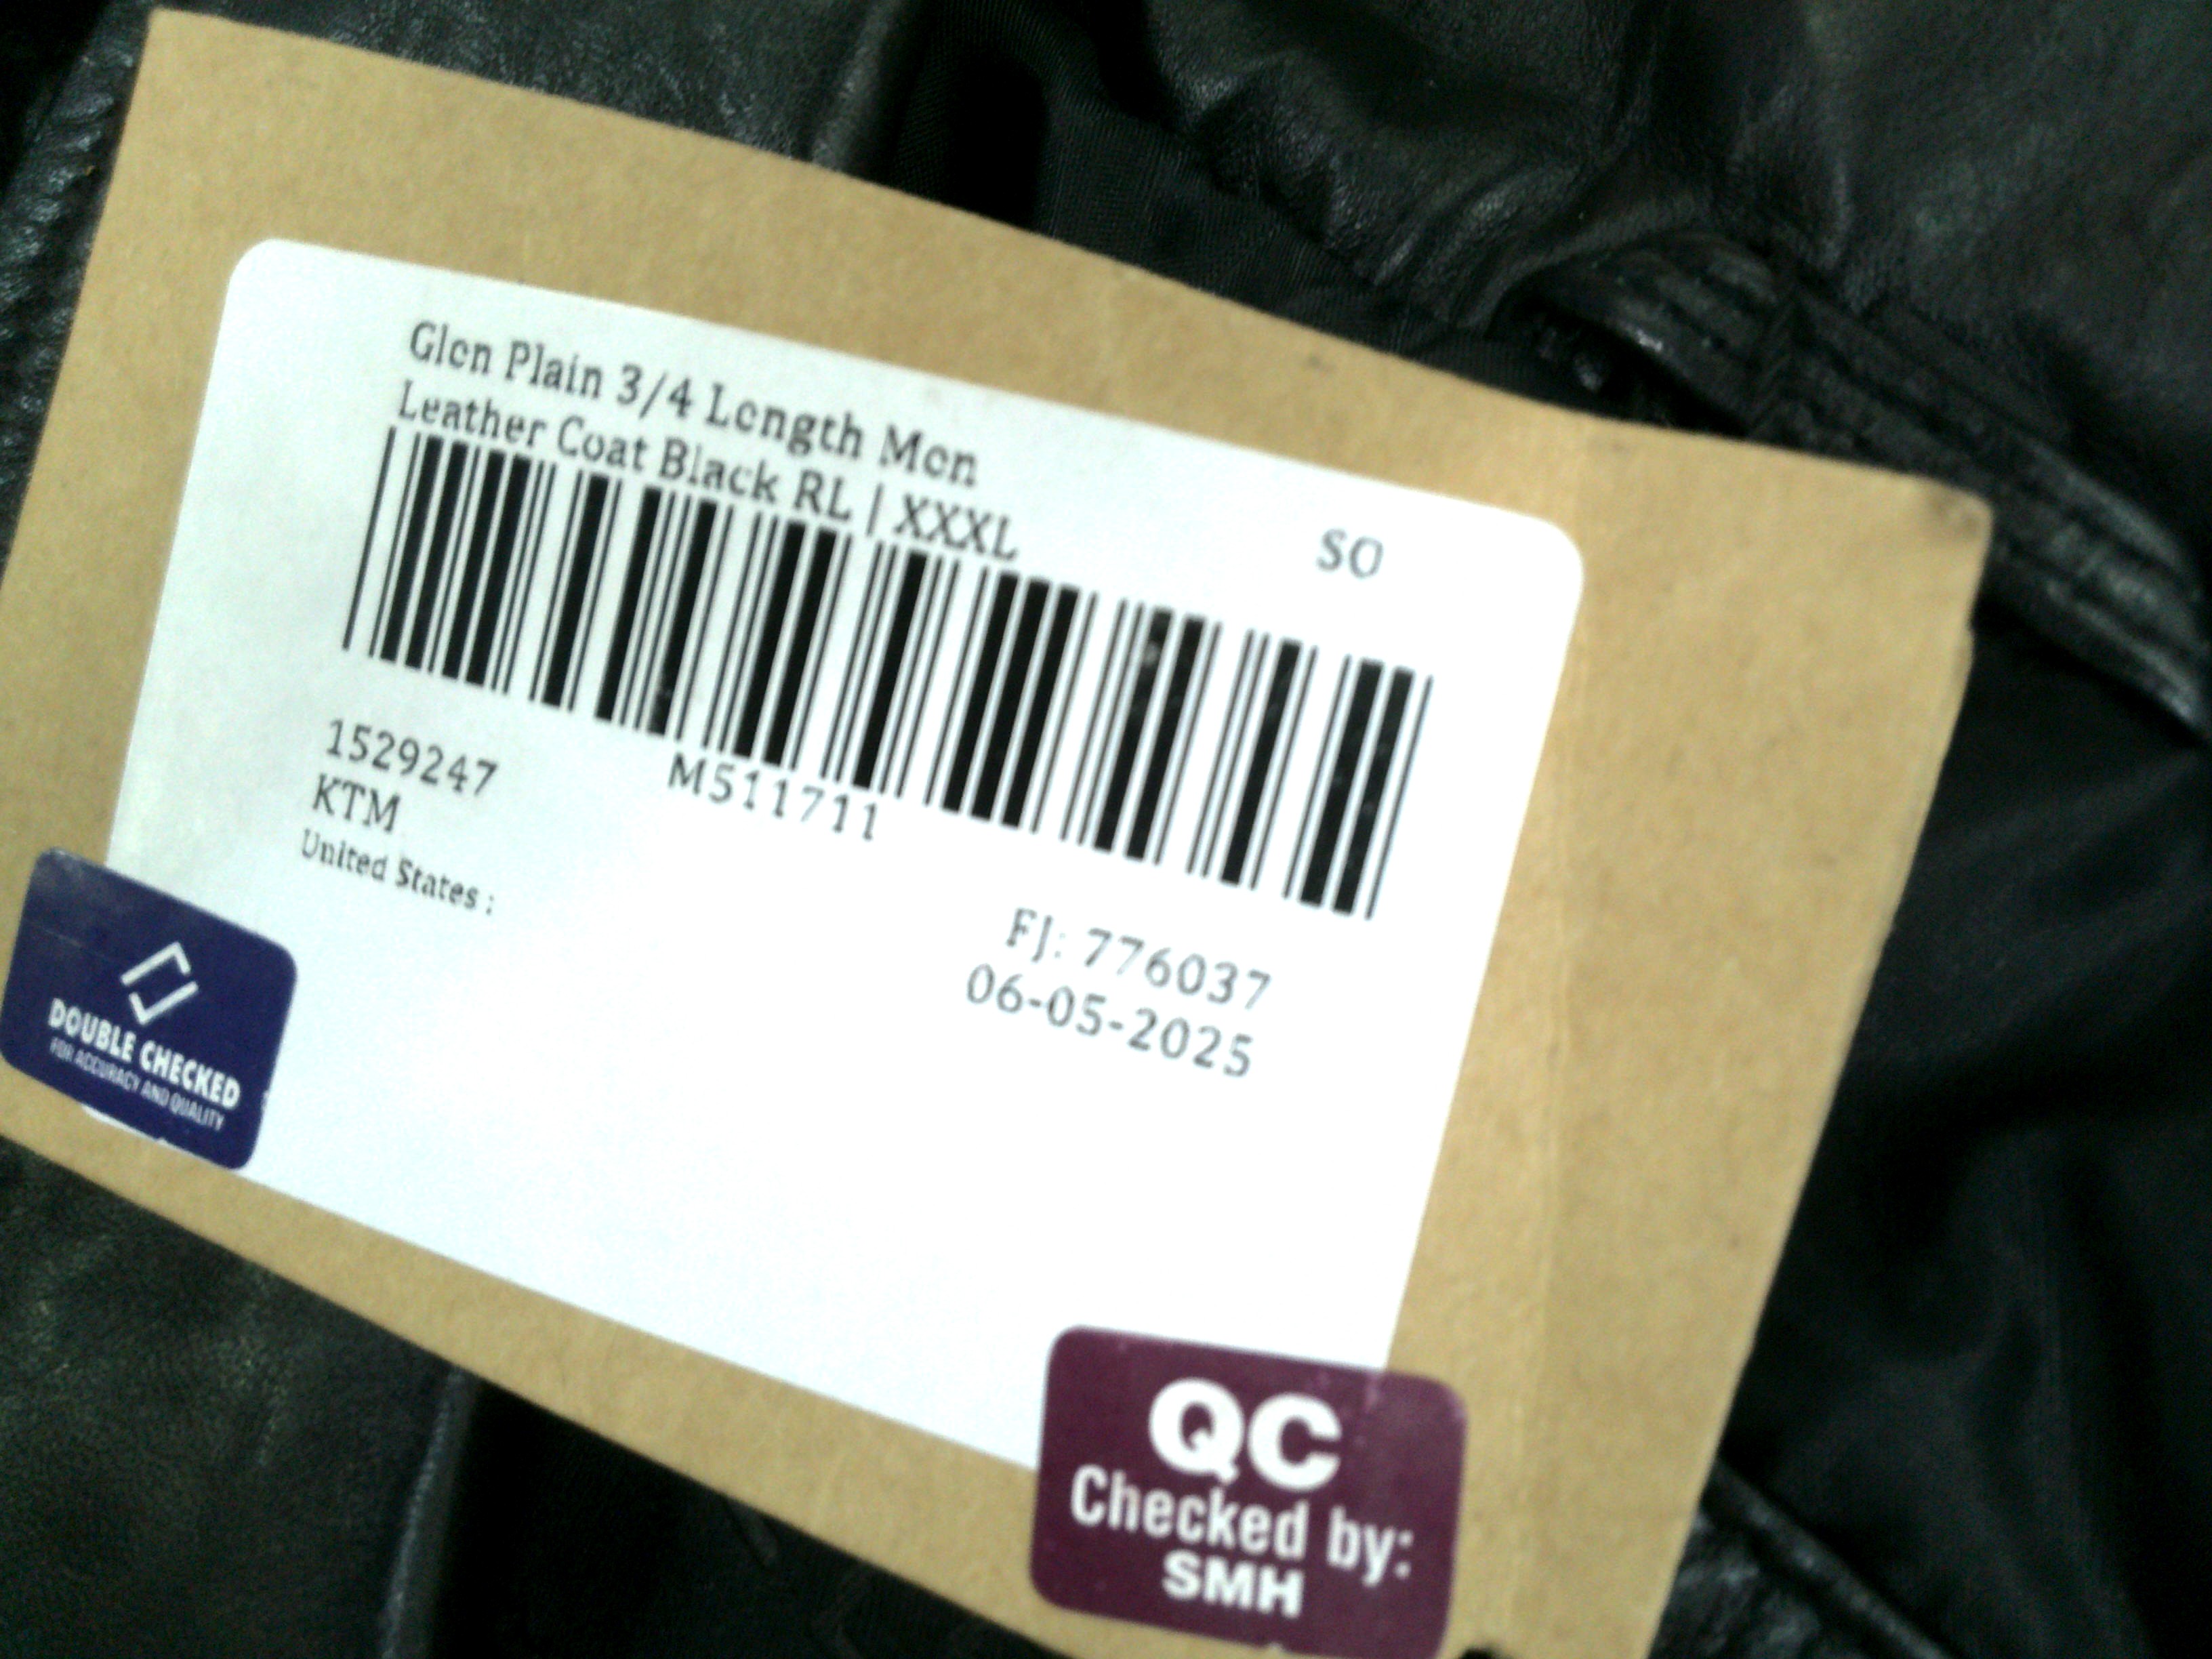 Glen Plain 3/4 Length Men
Leather Coat Black RL | XXXL
SO
1529247
M511711
KTM
United States :
FJ: 776037
06-05-2025
DOUBLE CHECKED
FOR ACCURACY AND QUALITY
QC
Checked by:
SMH